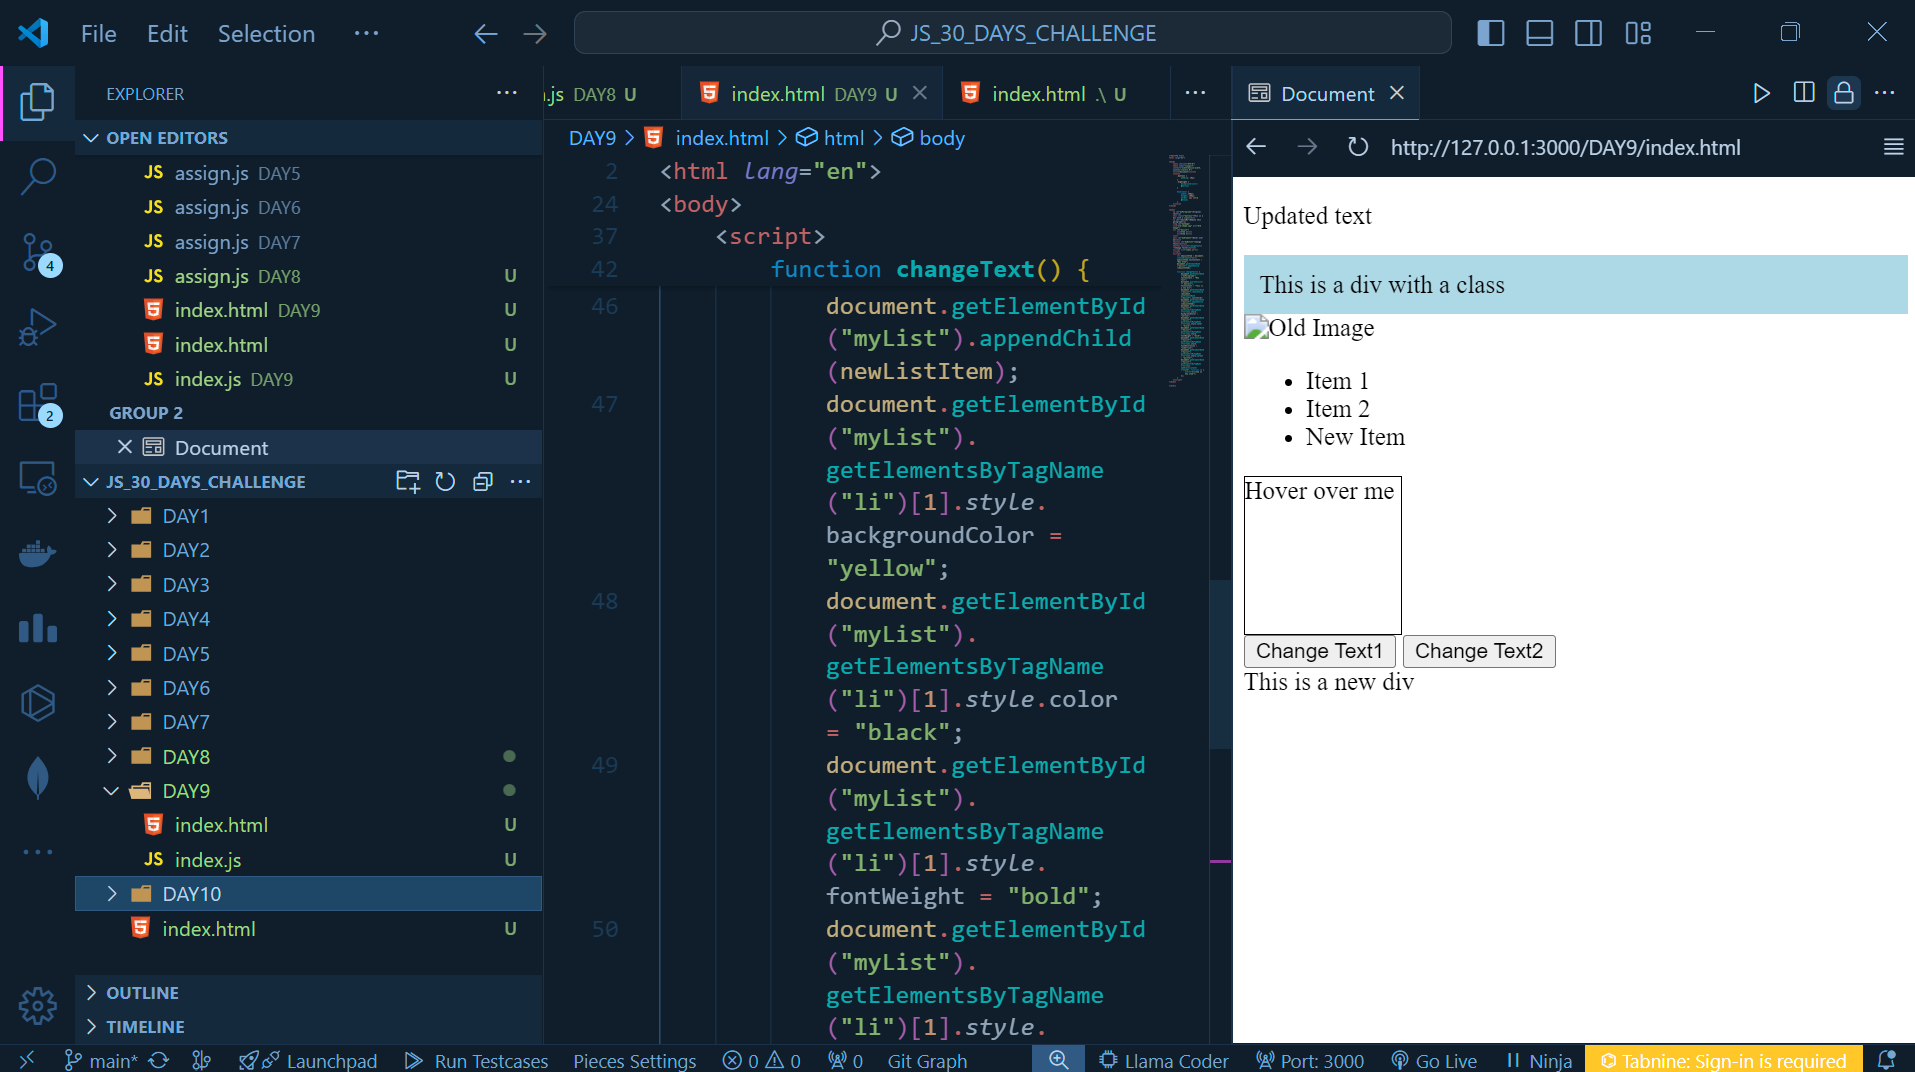 File Edit Selection ···
JS_30_DAYS_CHALLENGE
EXPLORER
OPEN EDITORS
JS assign.js DAY5
JS assign.js DAY6
JS assign.js DAY7
JS assign.js DAY8 U
index.html DAY9 U
index.html U
JS index.js DAY9 U
GROUP 2
Document
JS_30_DAYS_CHALLENGE
DAY1
DAY2
DAY3
DAY4
DAY5
DAY6
DAY7
DAY8
DAY9
index.html U
JS index.js U
DAY10
index.html U
OUTLINE
TIMELINE
4
2
.js DAY8 U
index.html DAY9 U
index.html .\ U
DAY9 > index.html > html > body
2 <html lang="en">
24 <body>
37 <script>
42 function changeText() {
46 document.getElementById
("myList").appendChild
(newListItem);
47 document.getElementById
("myList").
getElementsByTagName
("li")[1].style.
backgroundColor =
"yellow";
48 document.getElementById
("myList").
getElementsByTagName
("li")[1].style.color
= "black";
49 document.getElementById
("myList").
getElementsByTagName
("li")[1].style.
fontWeight = "bold";
50 document.getElementById
("myList").
getElementsByTagName
("li")[1].style.
Document
http://127.0.0.1:3000/DAY9/index.html
Updated text
This is a div with a class
Old Image
Item 1
Item 2
New Item
Hover over me
Change Text1 Change Text2
This is a new div
main* Launchpad Run Testcases Pieces Settings 0 0 0 Git Graph Llama Coder Port: 3000 Go Live Ninja Tabnine: Sign-in is required